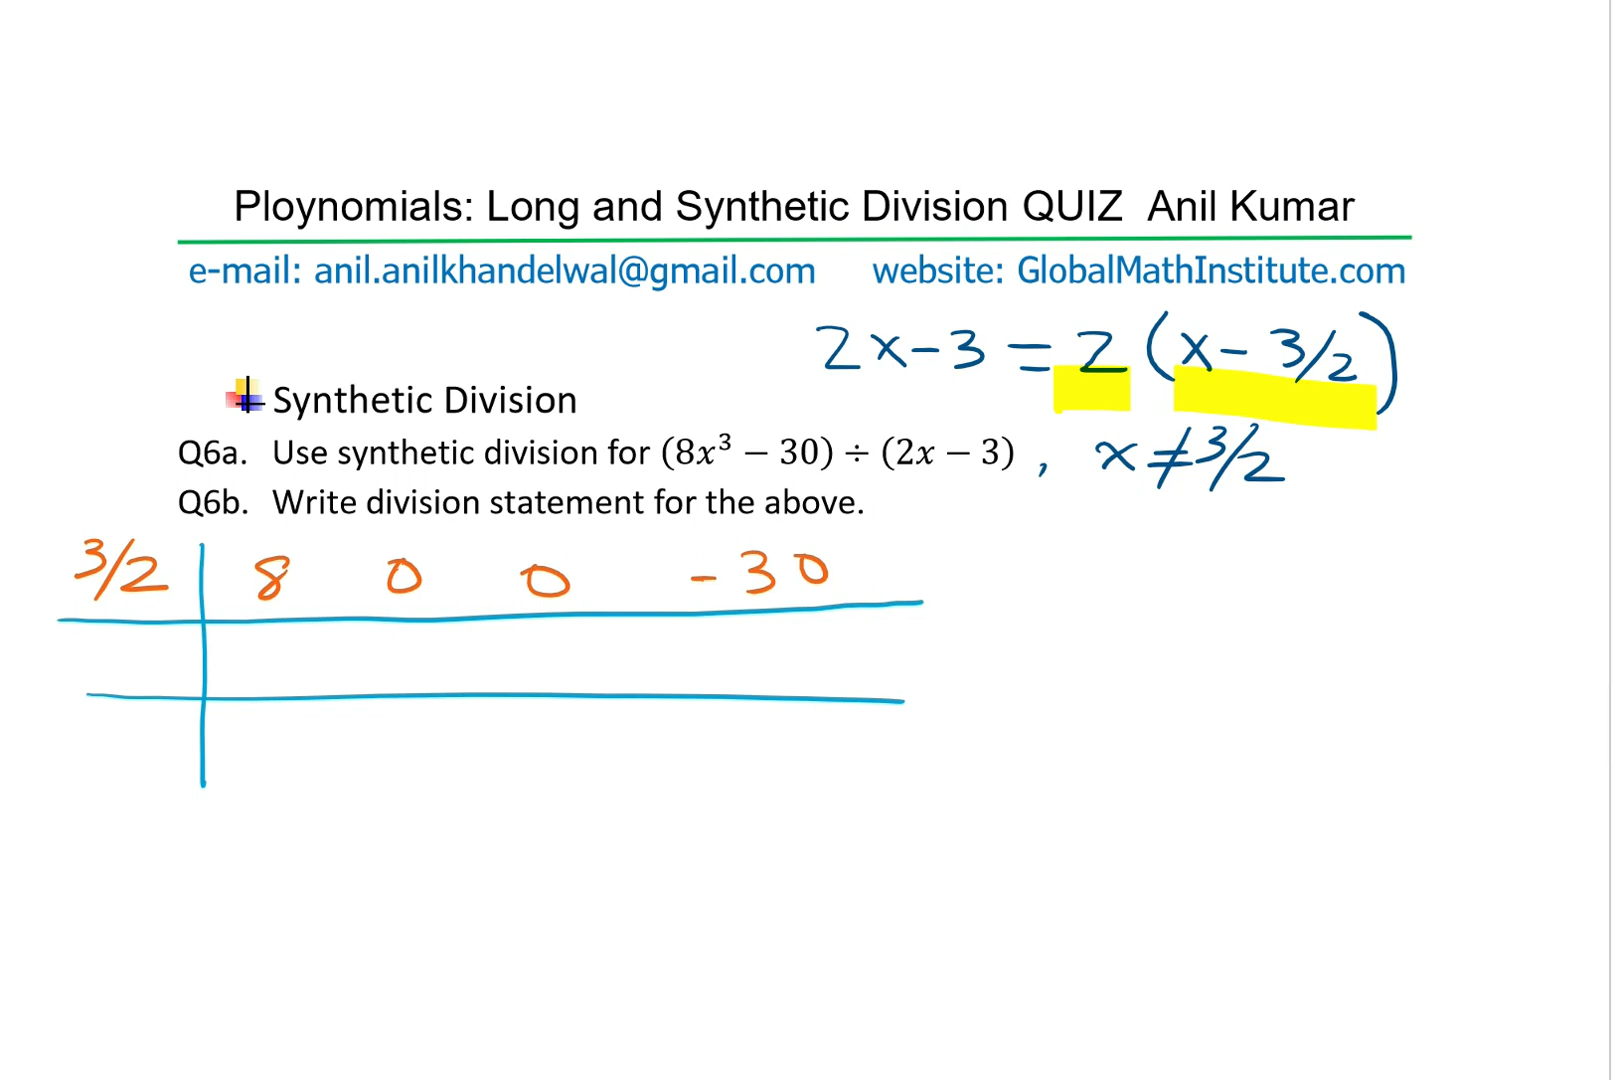 Ploynomials: Long and Synthetic Division QUIZ Anil Kumar
e-mail: anil.anilkhandelwal@gmail.com website: GlobalMathInstitute.com
2x-3 = 2 (x - 3/2)
Synthetic Division
Q6a. Use synthetic division for (8x³ − 30) ÷ (2x − 3) , x ≠ 3/2
Q6b. Write division statement for the above.
3/2 8 0 0 -30